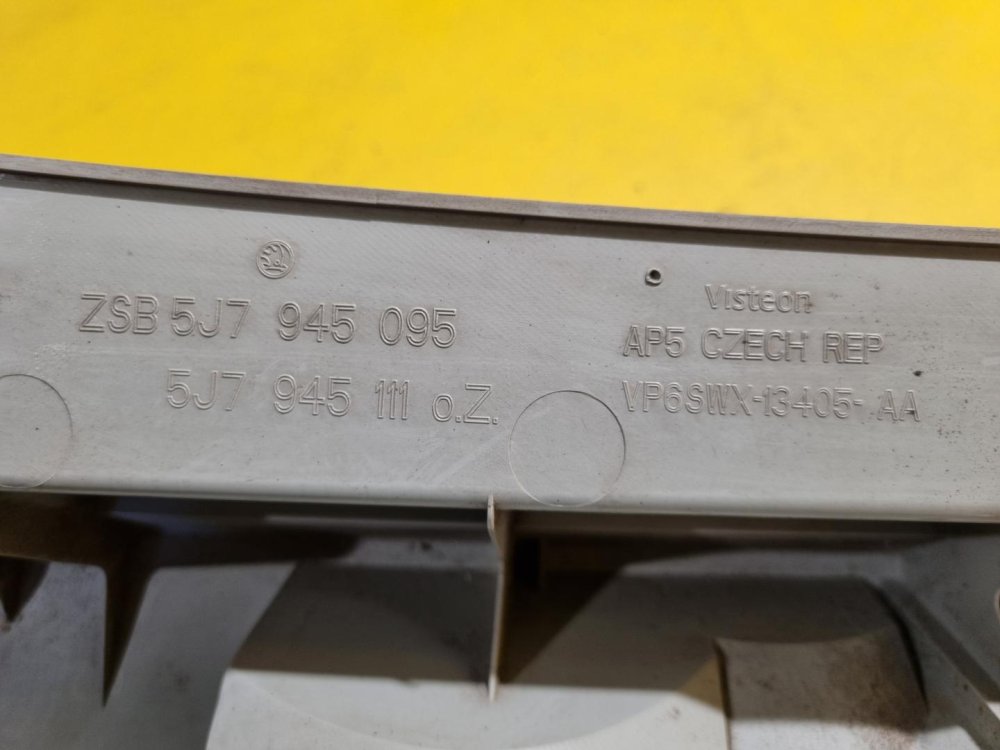 ZSB 5J7 945 095
5J7 945 111 o.Z.
Visteon
AP5 CZECH REP
VP6SWX-13405- AA